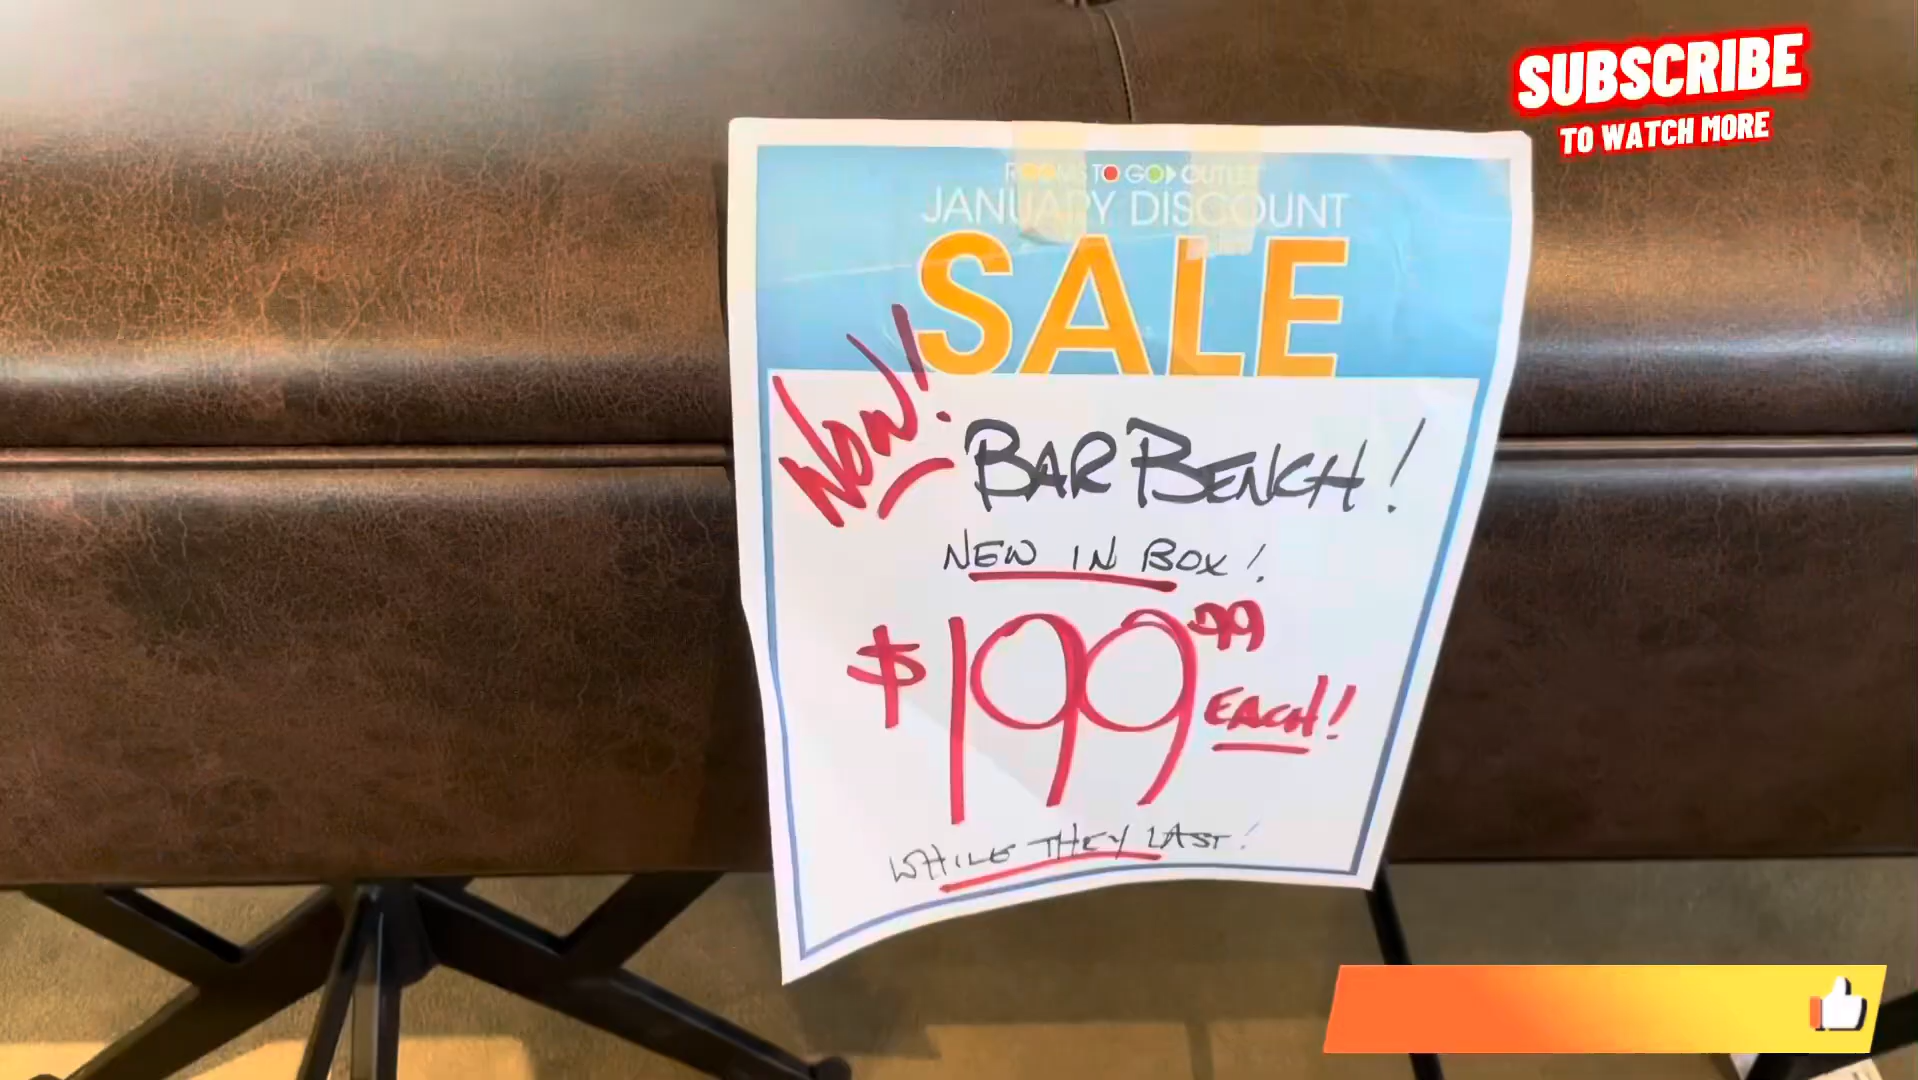 SUBSCRIBE
TO WATCH MORE
ROOMS TO GO OUTLET
JANUARY DISCOUNT
SALE
NOW!
BAR BENCH!
NEW IN BOX!
$199.99
EACH!
WHILE THEY LAST!